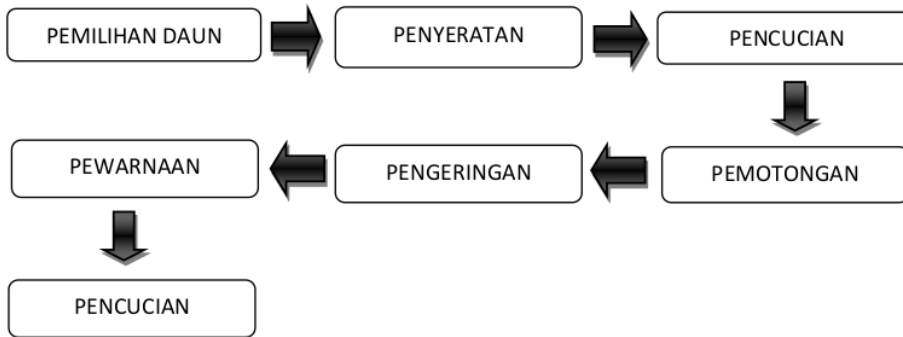 PEMILIHAN DAUN
PENYERATAN
PENCUCIAN
PEMOTONGAN
PENGERINGAN
PEWARNAAN
PENCUCIAN